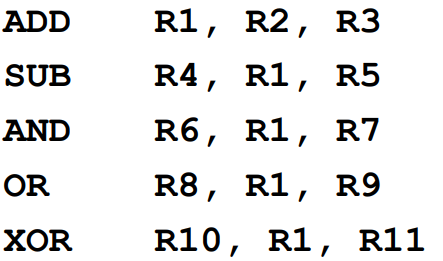 ADD R1, R2, R3
SUB R4, R1, R5
AND R6, R1, R7
OR R8, R1, R9
XOR R10, R1, R11